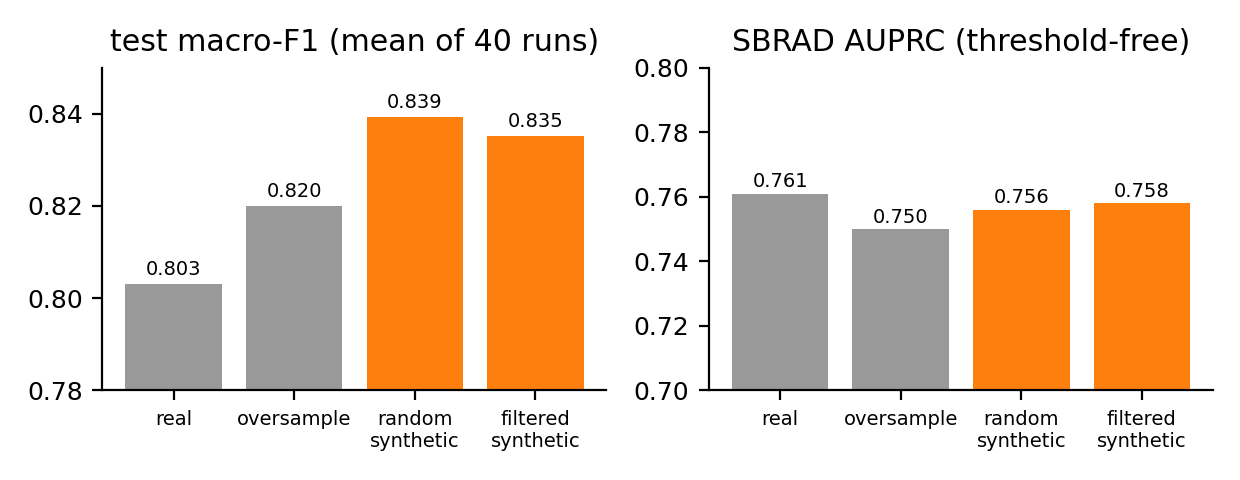 test macro-F1 (mean of 40 runs)
0.84
0.82
0.80
0.78
0.803
0.820
0.839
0.835
real
oversample
random
synthetic
filtered
synthetic
SBRAD AUPRC (threshold-free)
0.80
0.78
0.76
0.74
0.72
0.70
0.761
0.750
0.756
0.758
real
oversample
random
synthetic
filtered
synthetic